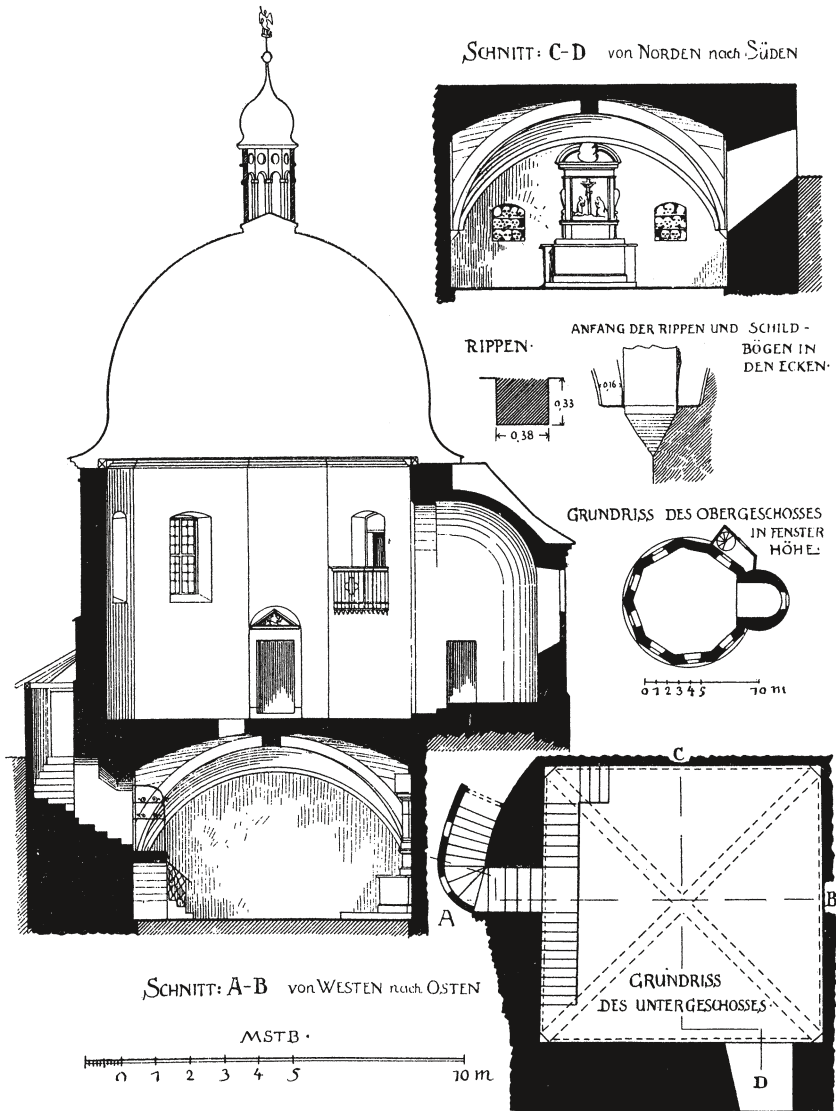 SCHNITT: C-D von NORDEN nach SÜDEN
RIPPEN·
0,33
0,38
ANFANG DER RIPPEN UND SCHILD-
BÖGEN IN
DEN ECKEN·
0,16
GRUNDRISS DES OBERGESCHOSSES
IN FENSTER
HÖHE·
0 1 2 3 4 5 10 m
C
A
B
GRUNDRISS
DES UNTERGESCHOSSES·
D
SCHNITT: A-B von WESTEN nach OSTEN
MSTB·
0 1 2 3 4 5 10 m